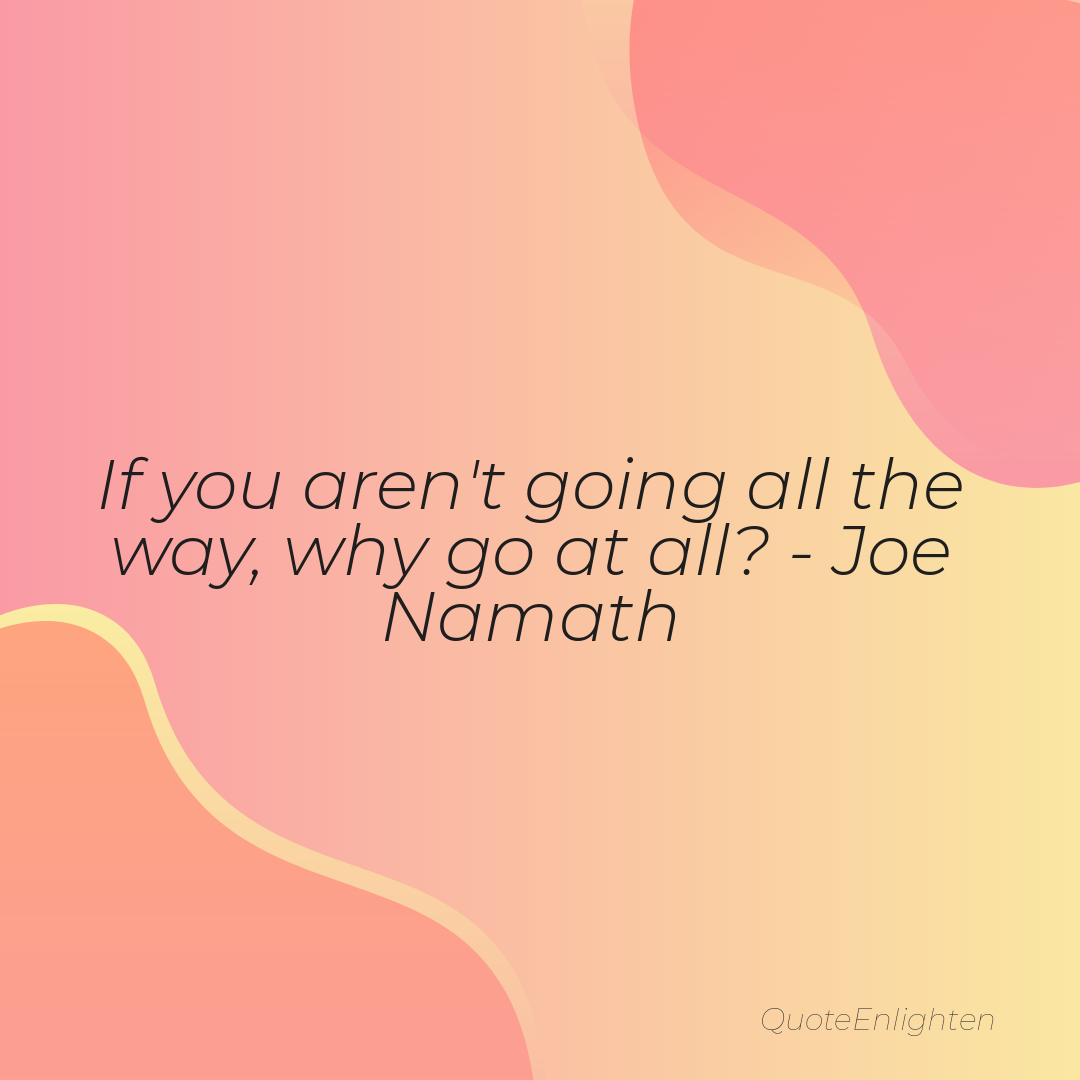 If you aren't going all the
way, why go at all? - Joe
Namath
QuoteEnlighten